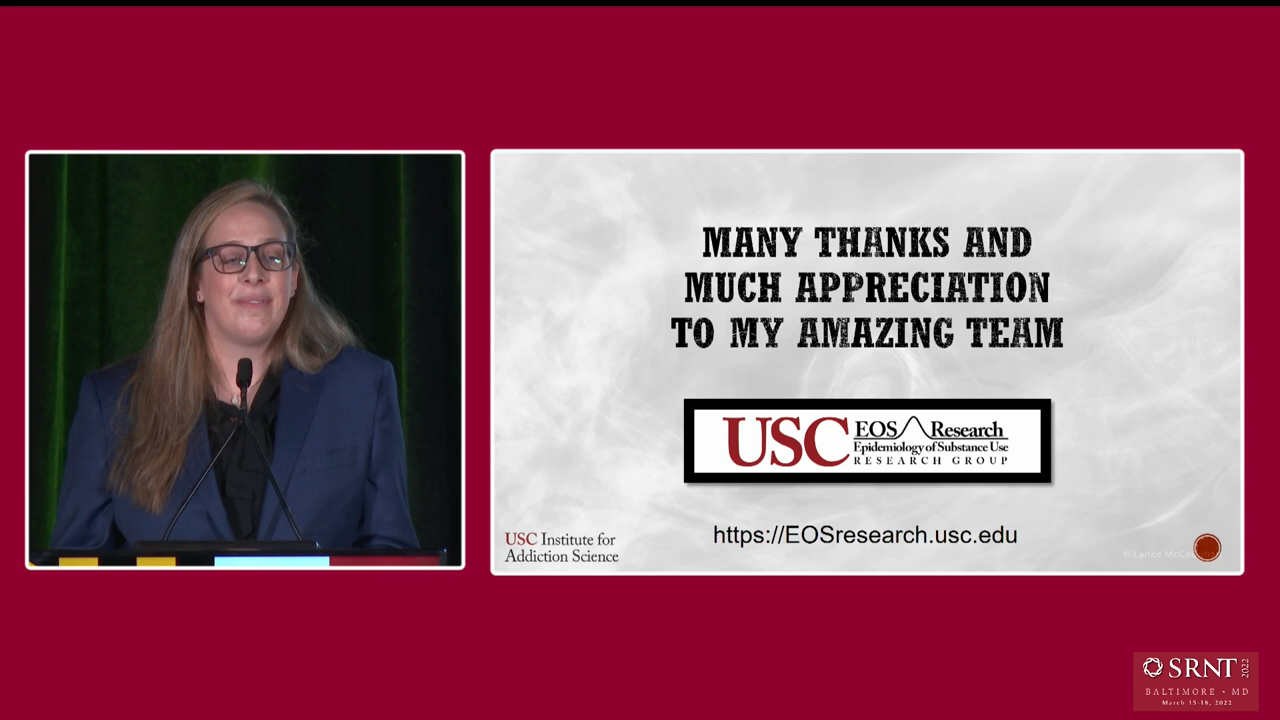 MANY THANKS AND
MUCH APPRECIATION
TO MY AMAZING TEAM
USC
EOS Research
Epidemiology of Substance Use
RESEARCH GROUP
https://EOSresearch.usc.edu
USC Institute for
Addiction Science
© Lance
SRNT 2022
BALTIMORE • MD
March 15-18, 2022